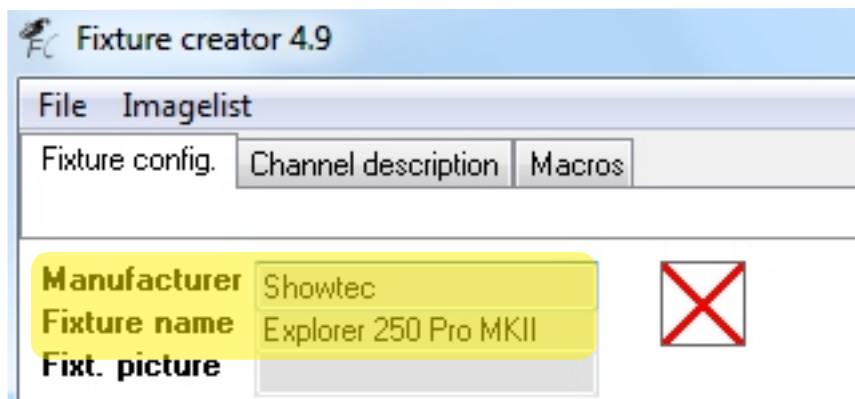 Fixture creator 4.9
File Imagelist
Fixture config. Channel description Macros
Manufacturer Showtec
Fixture name Explorer 250 Pro MKII
Fixt. picture